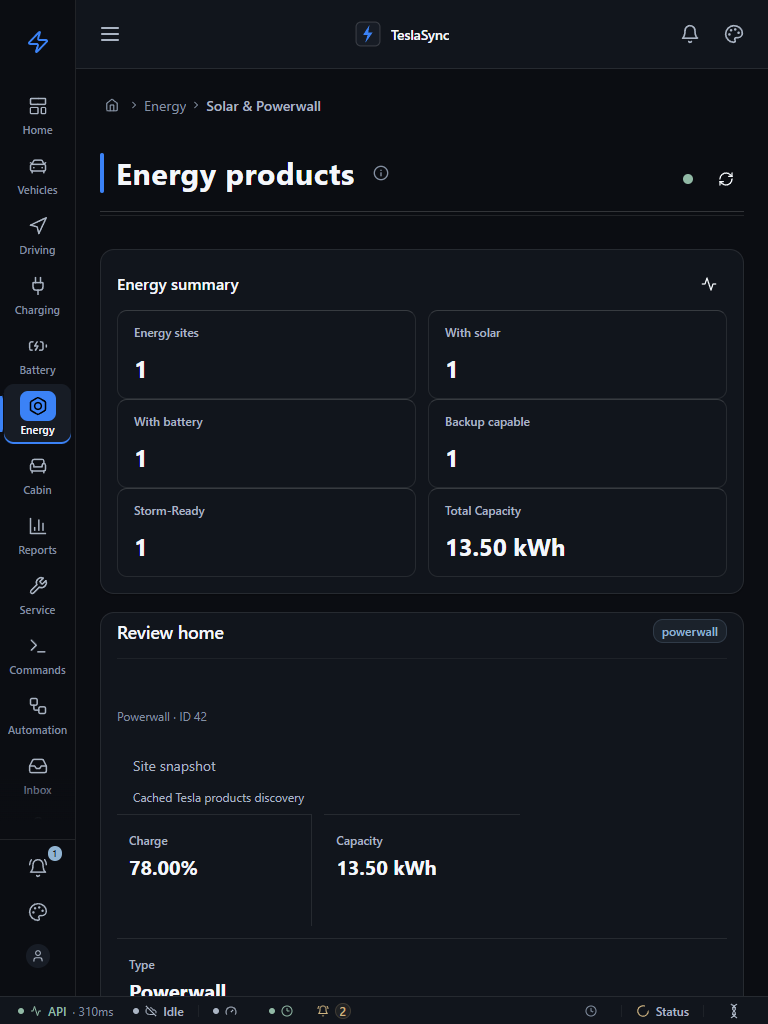 TeslaSync
Home
Vehicles
Driving
Charging
Battery
Energy
Cabin
Reports
Service
Commands
Automation
Inbox
1
Energy
Solar & Powerwall
Energy products
Energy summary
Energy sites
1
With solar
1
With battery
1
Backup capable
1
Storm-Ready
1
Total Capacity
13.50 kWh
Review home
powerwall
Powerwall · ID 42
Site snapshot
Cached Tesla products discovery
Charge
78.00%
Capacity
13.50 kWh
Type
Powerwall
API · 310ms
Idle
2
Status